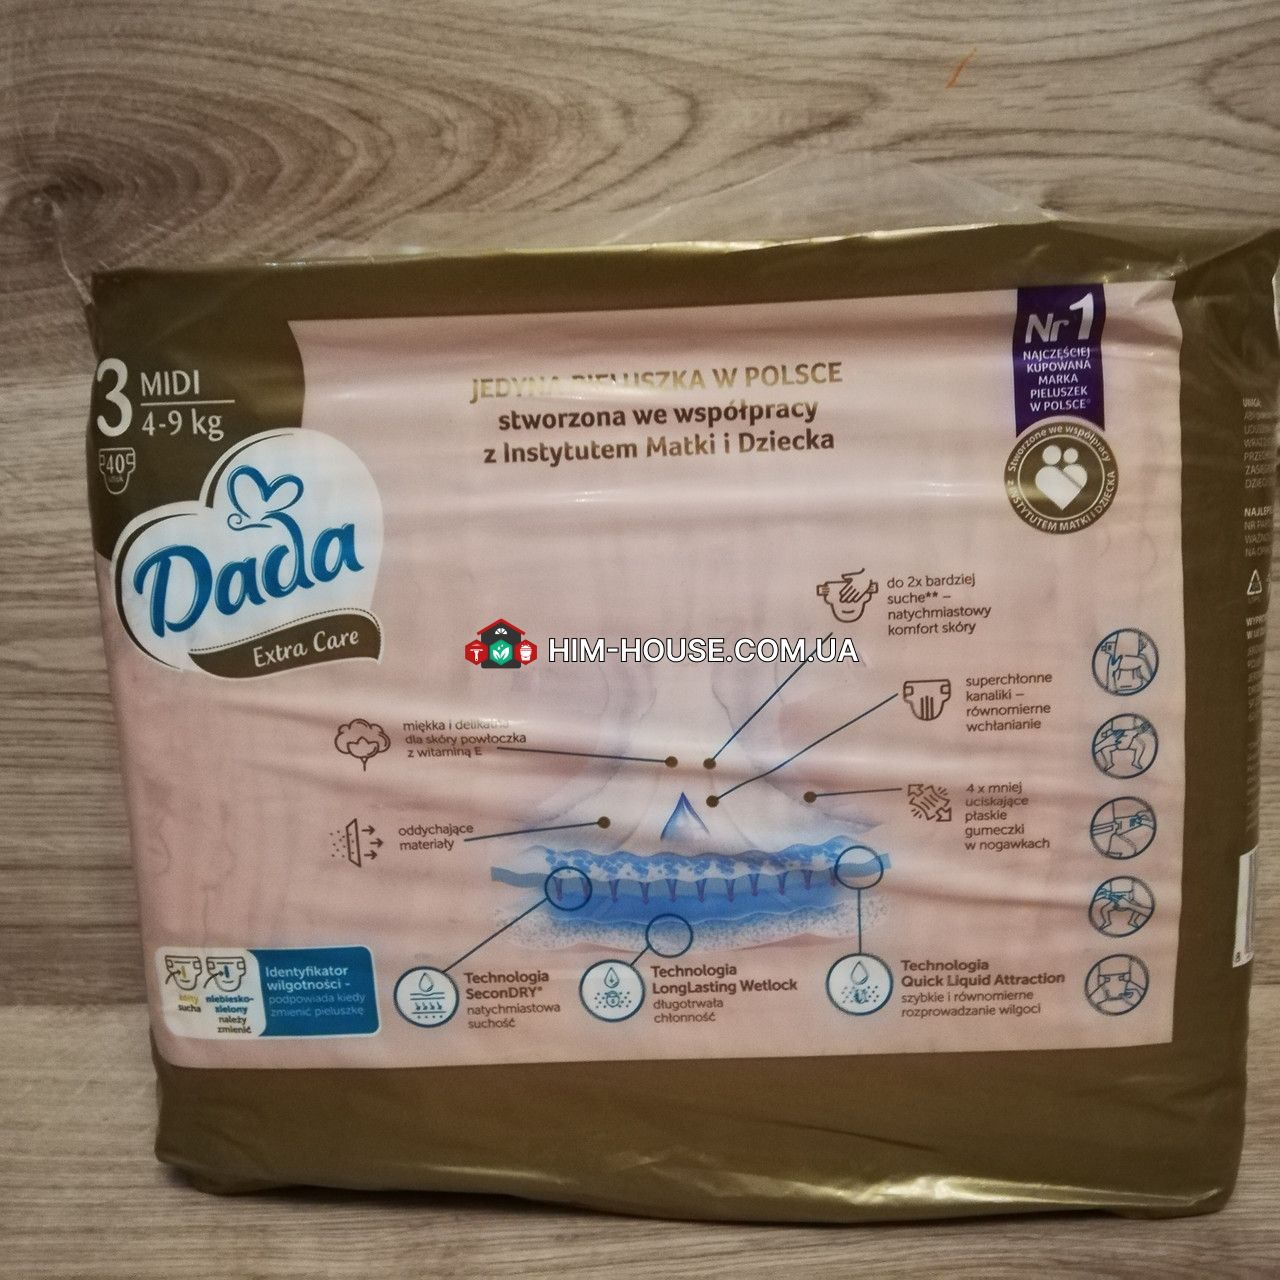 3 MIDI
4-9 kg
40
Dada
Extra Care
JEDYNA PIELUSZKA W POLSCE
stworzona we współpracy
z Instytutem Matki i Dziecka
Nr 1
NAJCZĘŚCIEJ
KUPOWANA
MARKA
PIELUSZEK
W POLSCE
Stworzone we współpracy
z INSTYTUTEM MATKI I DZIECKA
do 2x bardziej
suche** –
natychmiastowy
komfort skóry
HIM-HOUSE.COM.UA
superchłonne
kanaliki –
równomierne
wchłanianie
miękka i delikatna
dla skóry powłoczka
z witaminą E
4 x mniej
uciskające
płaskie
gumeczki
w nogawkach
oddychające
materiały
żółty
sucha
niebiesko-
zielony
należy
zmienić
Identyfikator
wilgotności -
podpowiada kiedy
zmienić pieluszkę
Technologia
SeconDRY*
natychmiastowa
suchość
Technologia
LongLasting Wetlock
długotrwała
chłonność
Technologia
Quick Liquid Attraction
szybkie i równomierne
rozprowadzanie wilgoci